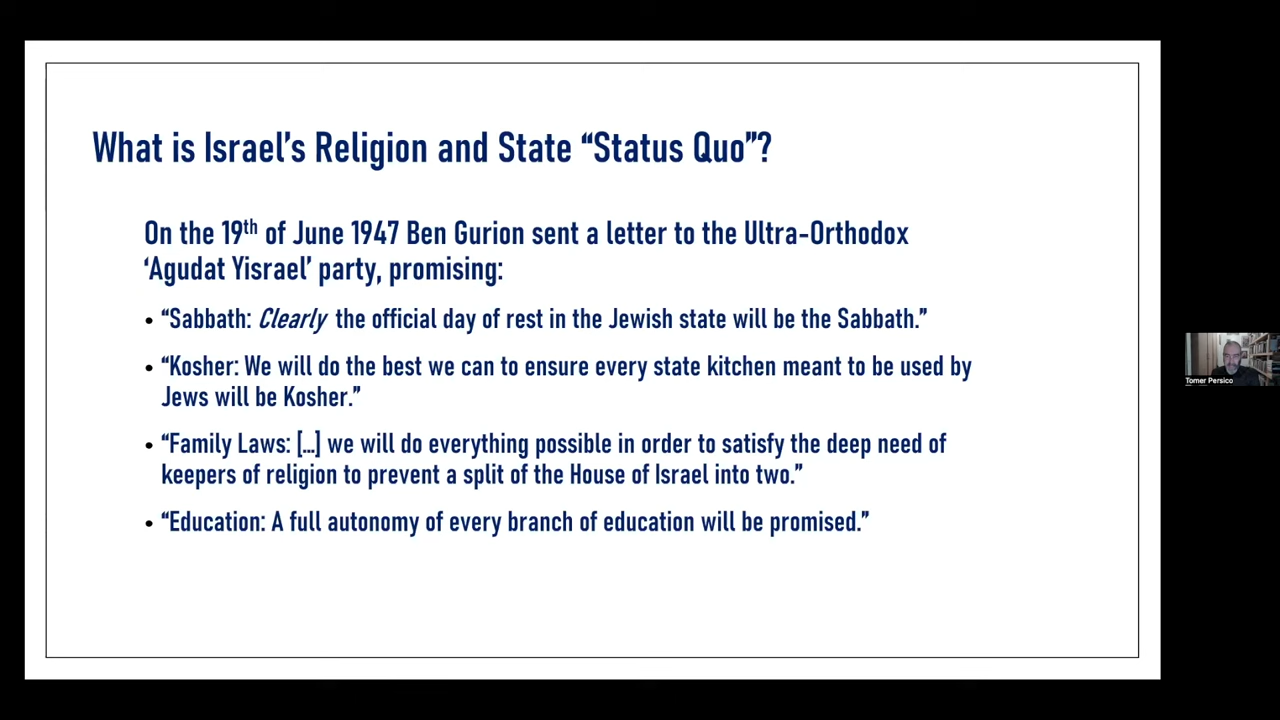 What is Israel’s Religion and State “Status Quo”?
On the 19th of June 1947 Ben Gurion sent a letter to the Ultra-Orthodox
‘Agudat Yisrael’ party, promising:
• “Sabbath: Clearly the official day of rest in the Jewish state will be the Sabbath.”
• “Kosher: We will do the best we can to ensure every state kitchen meant to be used by
Jews will be Kosher.”
• “Family Laws: [...] we will do everything possible in order to satisfy the deep need of
keepers of religion to prevent a split of the House of Israel into two.”
• “Education: A full autonomy of every branch of education will be promised.”
Tomer Persico